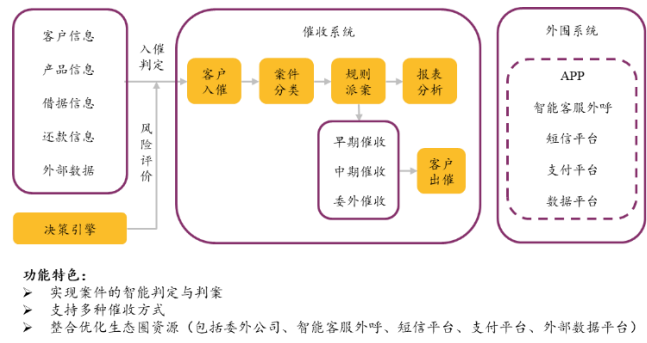 客户信息
产品信息
借据信息
还款信息
外部数据
决策引擎
入催
判定
风险评价
催收系统
客户
入催
案件
分类
规则
派案
报表
分析
早期催收
中期催收
委外催收
客户
出催
外围系统
APP
智能客服外呼
短信平台
支付平台
数据平台
功能特色：
➢ 实现案件的智能判定与判案
➢ 支持多种催收方式
➢ 整合优化生态圈资源（包括委外公司、智能客服外呼、短信平台、支付平台、外部数据平台）